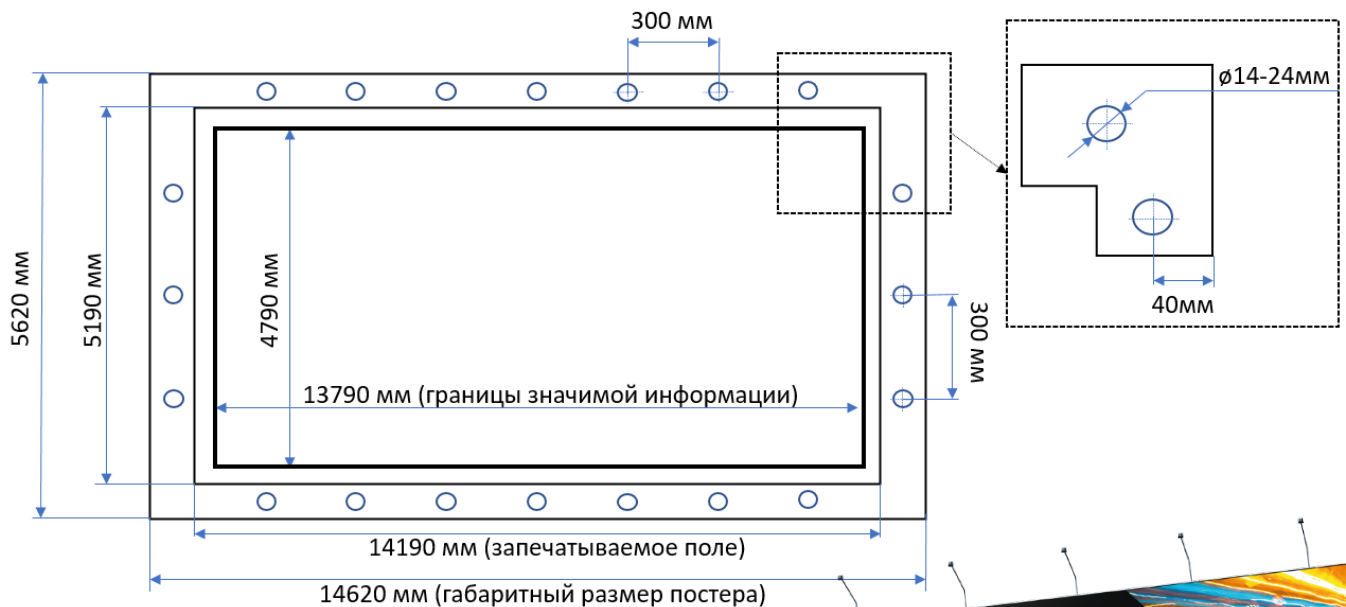 300 мм
ø14-24мм
5620 мм
5190 мм
4790 мм
13790 мм (границы значимой информации)
300 мм
40мм
14190 мм (запечатываемое поле)
14620 мм (габаритный размер постера)